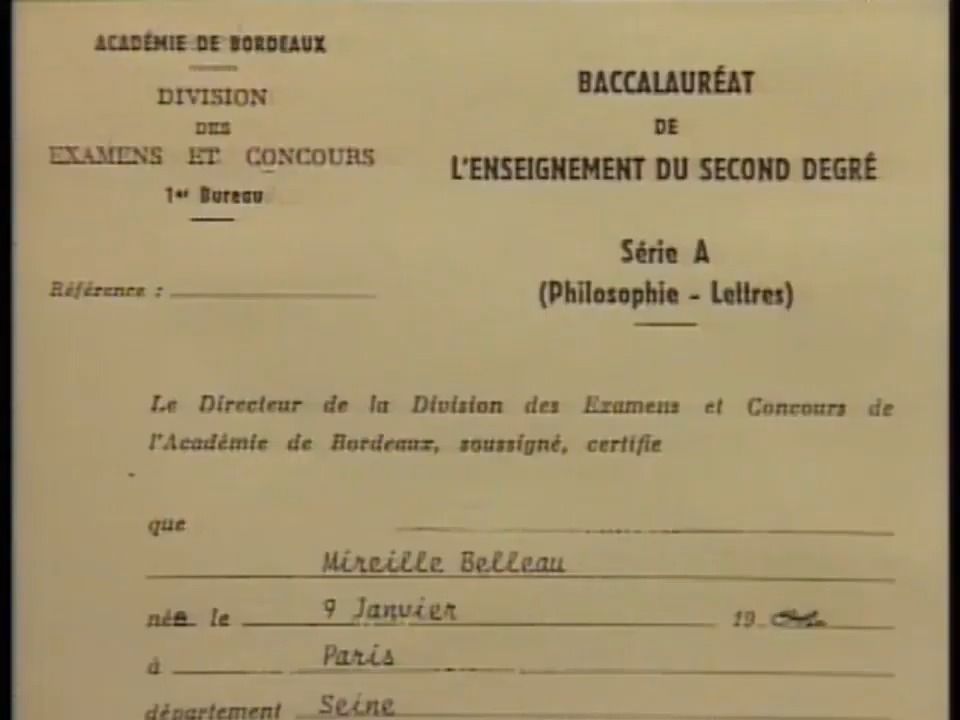 ACADÉMIE DE BORDEAUX
DIVISION
DES
EXAMENS ET CONCOURS
1er Bureau
Référence :
BACCALAURÉAT
DE
L'ENSEIGNEMENT DU SECOND DEGRÉ
Série A
(Philosophie - Lettres)
Le Directeur de la Division des Examens et Concours de
l'Académie de Bordeaux, soussigné, certifie
que
Mireille Belleau
née le 9 Janvier 19
à Paris
département Seine